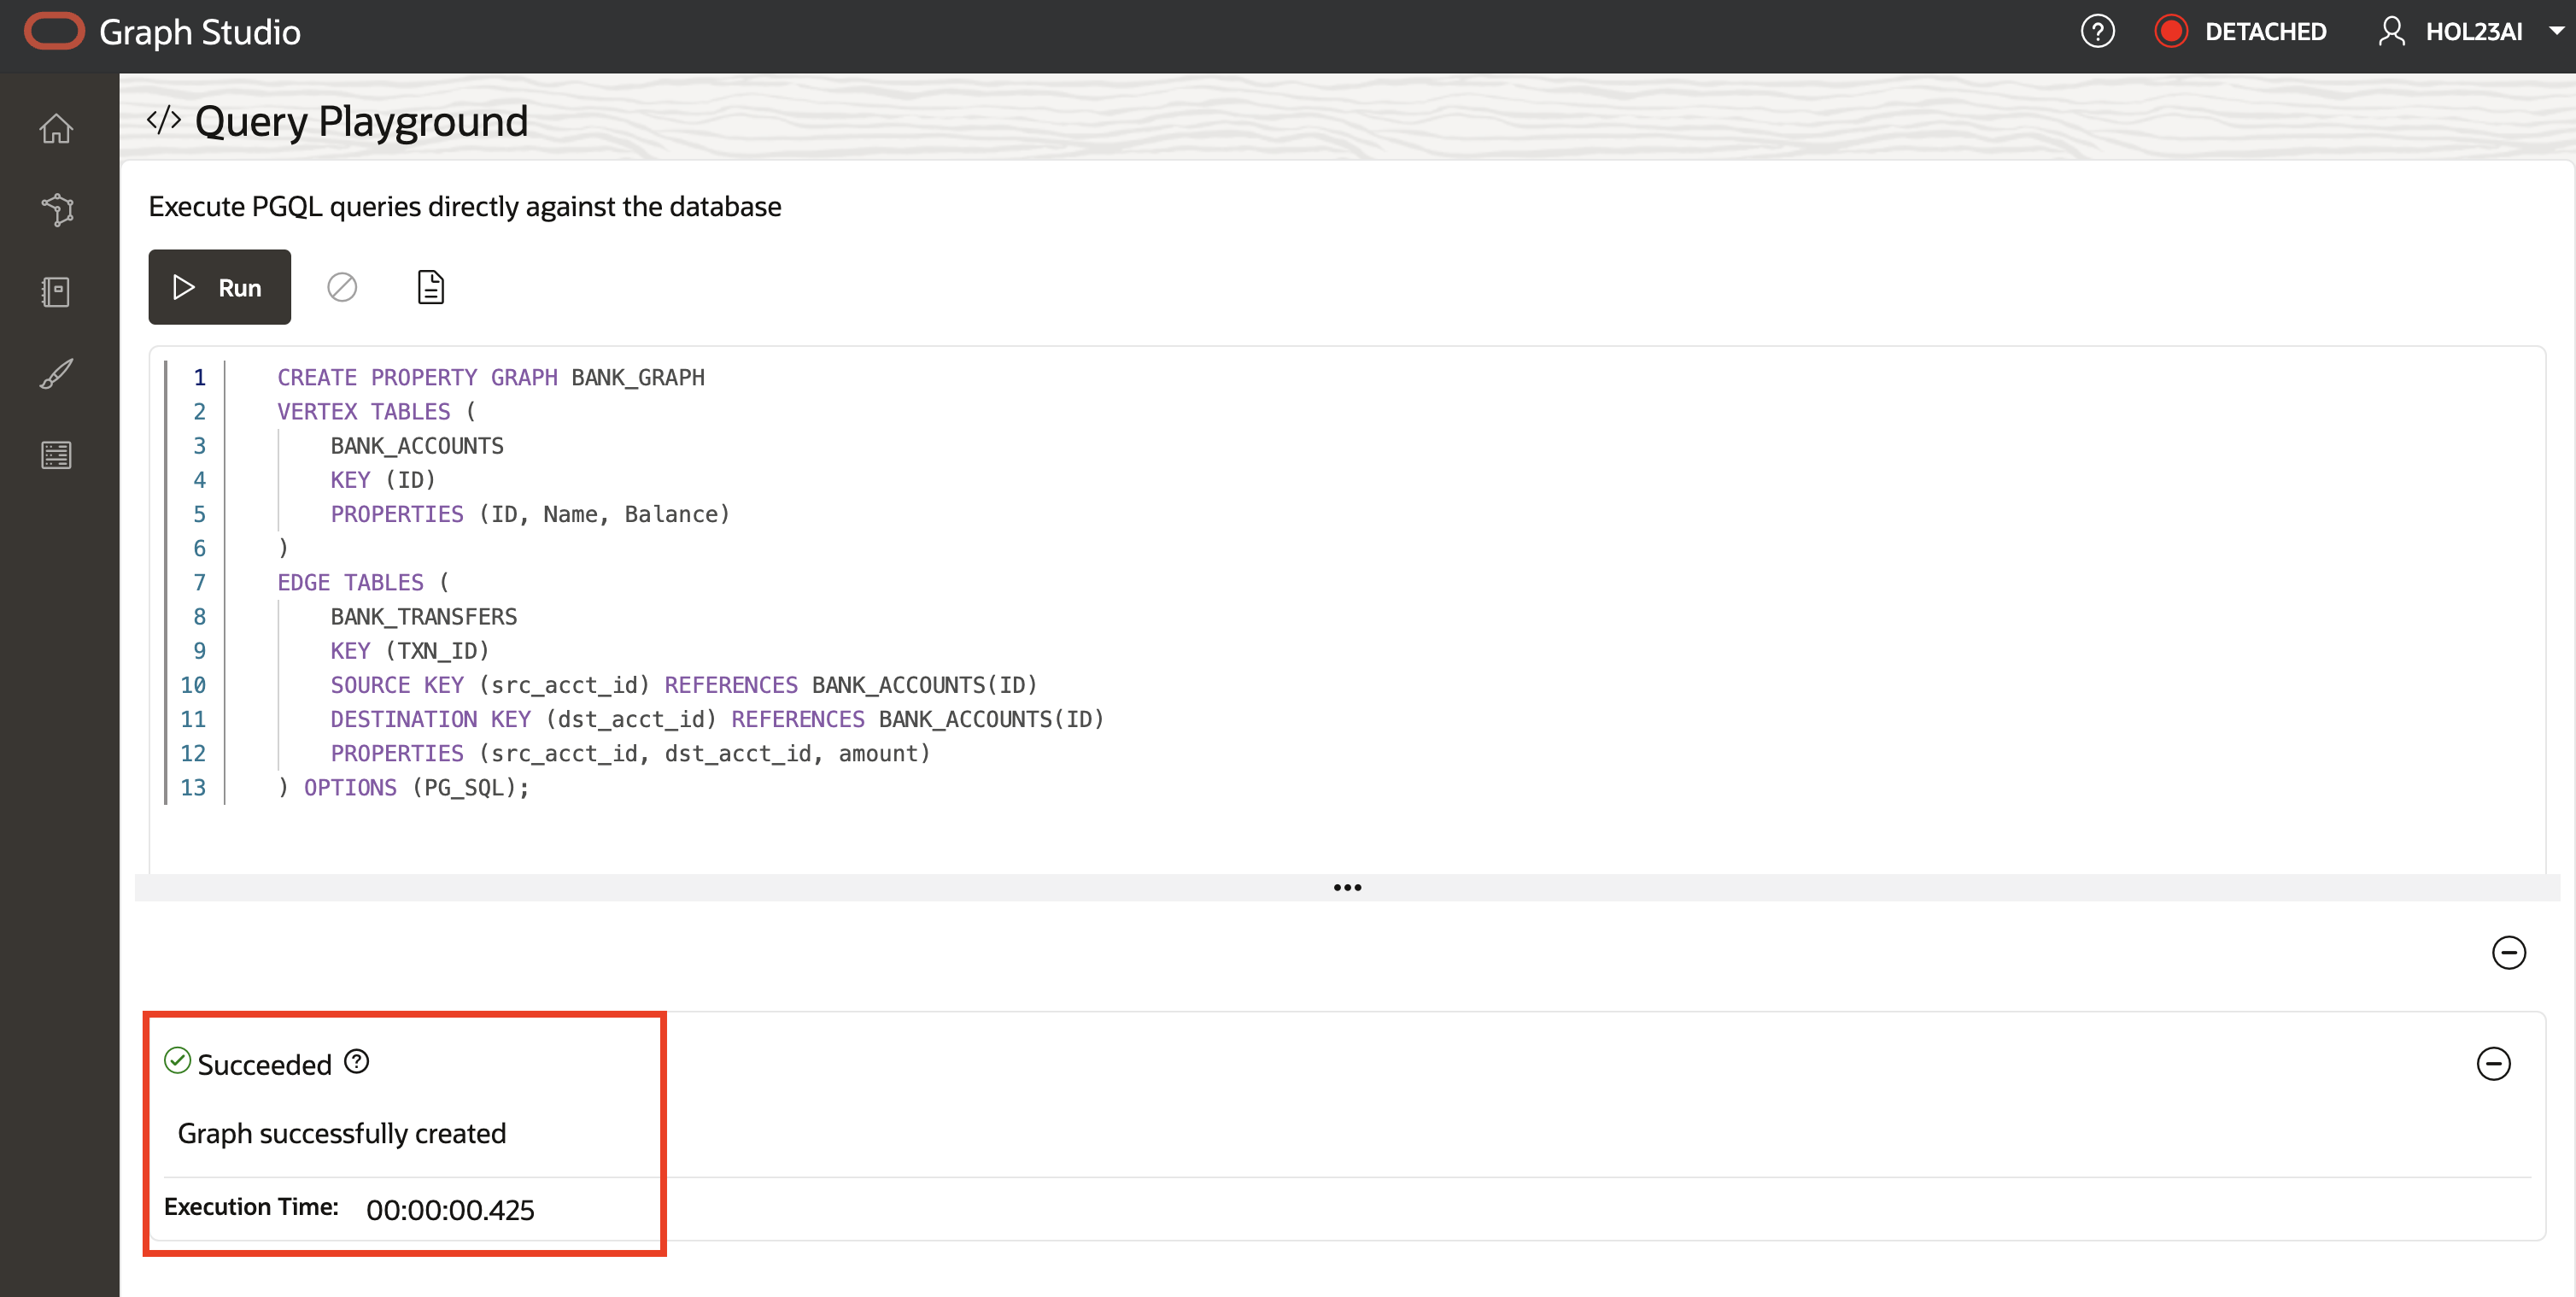 Graph Studio
DETACHED
HOL23AI
</> Query Playground
Execute PGQL queries directly against the database
Run
1 CREATE PROPERTY GRAPH BANK_GRAPH
2 VERTEX TABLES (
3 BANK_ACCOUNTS
4 KEY (ID)
5 PROPERTIES (ID, Name, Balance)
6 )
7 EDGE TABLES (
8 BANK_TRANSFERS
9 KEY (TXN_ID)
10 SOURCE KEY (src_acct_id) REFERENCES BANK_ACCOUNTS(ID)
11 DESTINATION KEY (dst_acct_id) REFERENCES BANK_ACCOUNTS(ID)
12 PROPERTIES (src_acct_id, dst_acct_id, amount)
13 ) OPTIONS (PG_SQL);
Succeeded
Graph successfully created
Execution Time: 00:00:00.425